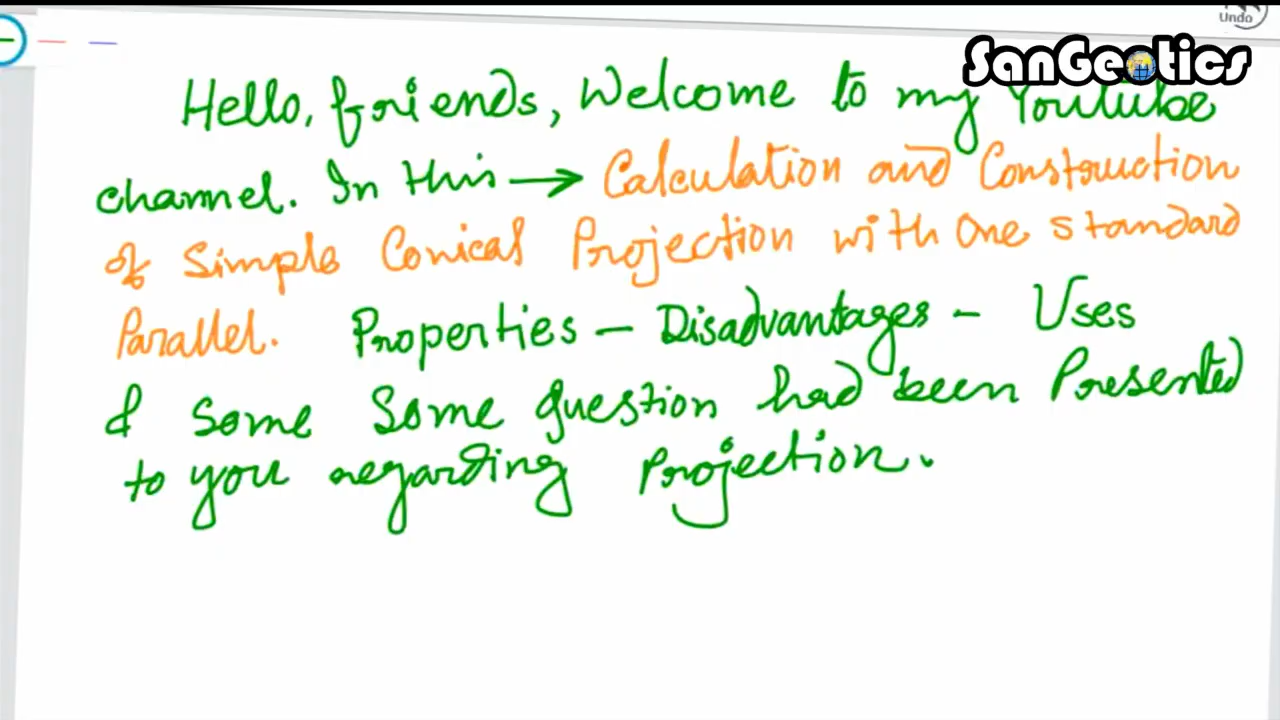 Undo
SanGeotics
Hello, friends, Welcome to my Youtube
channel. In this → Calculation and Construction
of Simple Conical Projection with One standard
Parallel. Properties – Disadvantages – Uses
& some some question had been Presented
to you regarding Projection.